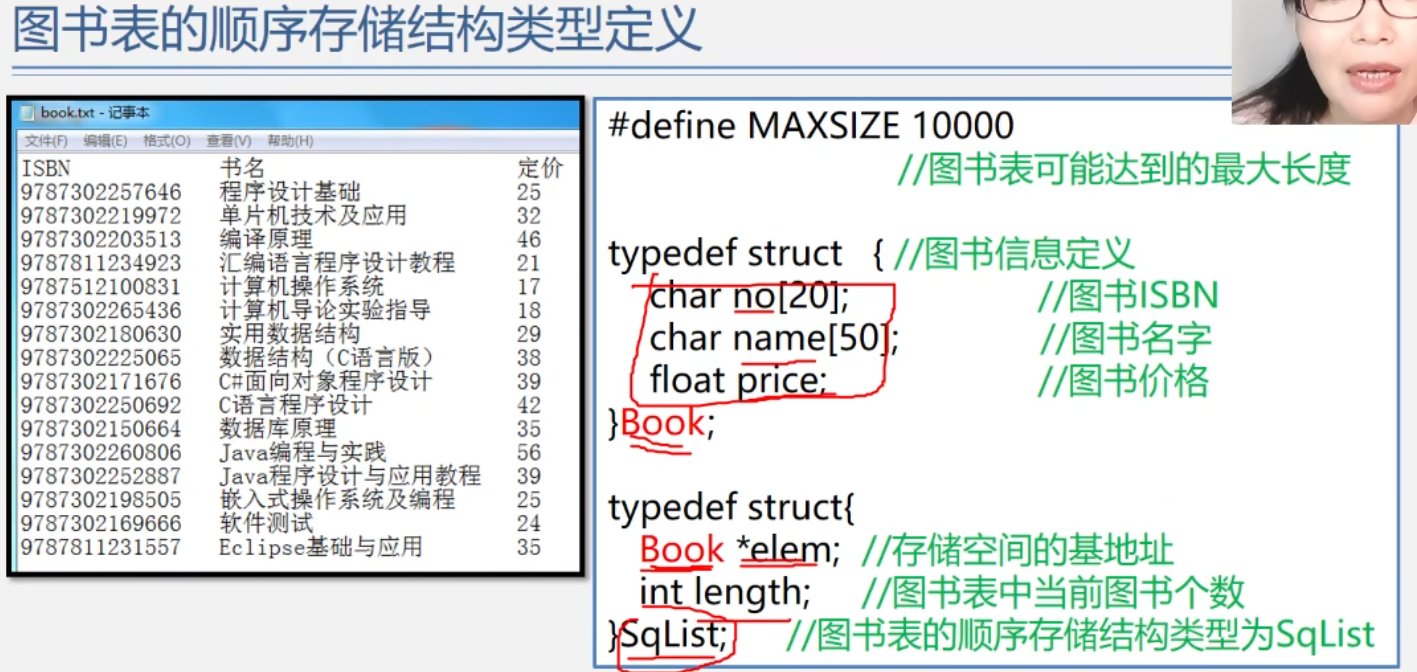 图书表的顺序存储结构类型定义
book.txt - 记事本
文件(F) 编辑(E) 格式(O) 查看(V) 帮助(H)
ISBN 书名 定价
9787302257646 程序设计基础 25
9787302219972 单片机技术及应用 32
9787302203513 编译原理 46
9787811234923 汇编语言程序设计教程 21
9787512100831 计算机操作系统 17
9787302265436 计算机导论实验指导 18
9787302180630 实用数据结构 29
9787302225065 数据结构（C语言版） 38
9787302171676 C#面向对象程序设计 39
9787302250692 C语言程序设计 42
9787302150664 数据库原理 35
9787302260806 Java编程与实践 56
9787302252887 Java程序设计与应用教程 39
9787302198505 嵌入式操作系统及编程 25
9787302169666 软件测试 24
9787811231557 Eclipse基础与应用 35
#define MAXSIZE 10000
//图书表可能达到的最大长度
typedef struct { //图书信息定义
char no[20]; //图书ISBN
char name[50]; //图书名字
float price; //图书价格
}Book;
typedef struct{
Book *elem; //存储空间的基地址
int length; //图书表中当前图书个数
}SqList; //图书表的顺序存储结构类型为SqList